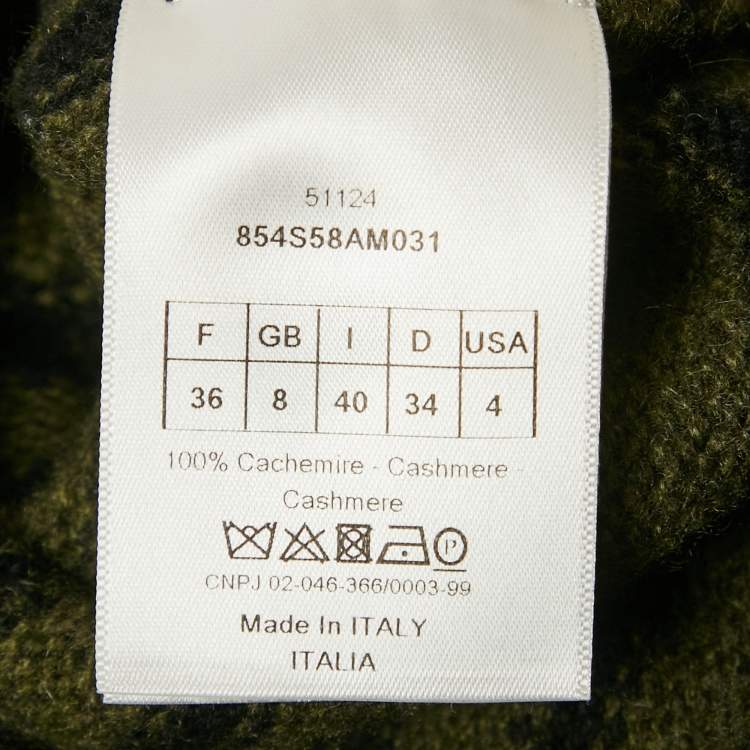 51124
854S58AM031
F GB I D USA
36 8 40 34 4
100% Cachemire - Cashmere -
Cashmere
P
CNPJ 02-046-366/0003-99
Made In ITALY
ITALIA